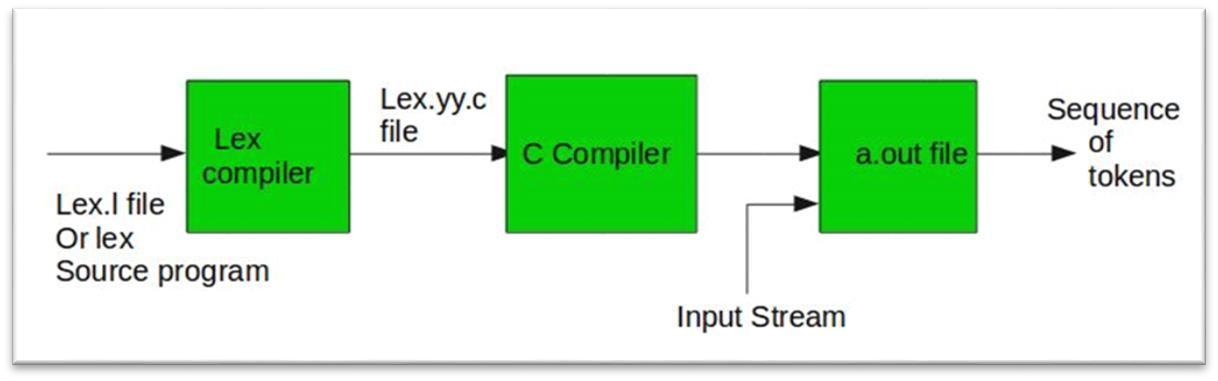 Lex
compiler
Lex.l file
Or lex
Source program
Lex.yy.c
file
C Compiler
a.out file
Input Stream
Sequence
of
tokens